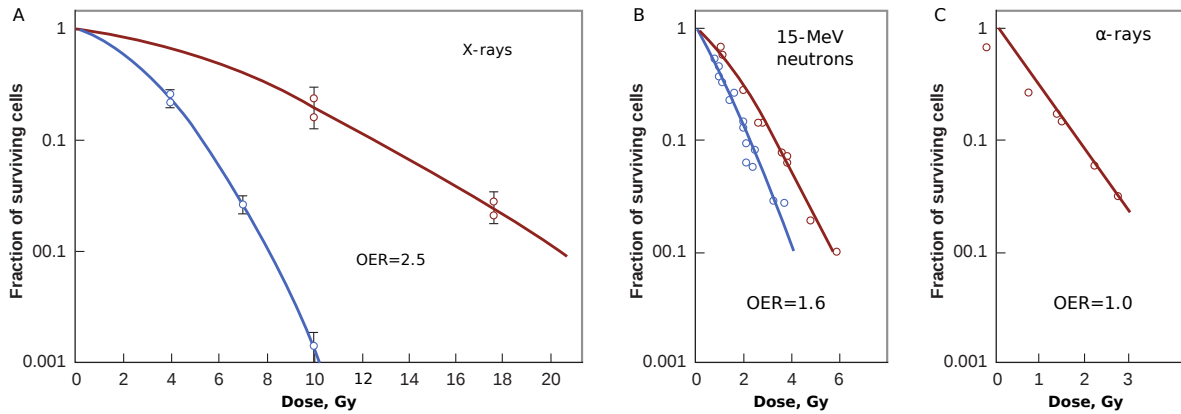 A
X-rays
Fraction of surviving cells
1
0.1
00.1
0.001
OER=2.5
0 2 4 6 8 10 12 14 16 18 20
Dose, Gy
B
15-MeV
neutrons
Fraction of surviving cells
1
0.1
00.1
0.001
OER=1.6
0 2 4 6 8
Dose, Gy
C
α-rays
Fraction of surviving cells
1
0.1
00.1
0.001
OER=1.0
0 1 2 3
Dose, Gy